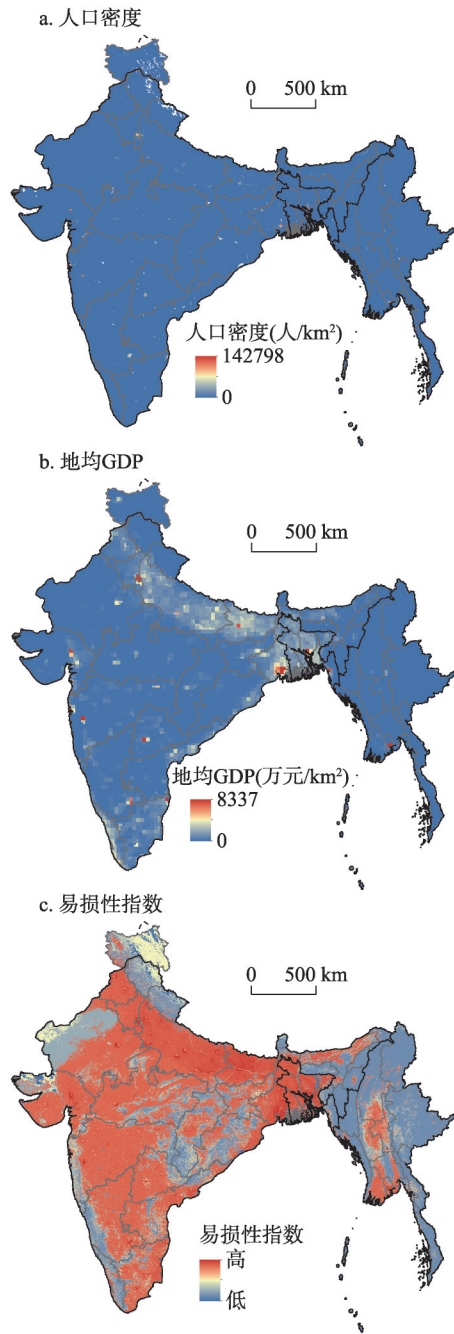 a. 人口密度
0 500 km
人口密度(人/km²)
142798
0
b. 地均GDP
0 500 km
地均GDP(万元/km²)
8337
0
c. 易损性指数
0 500 km
易损性指数
高
低